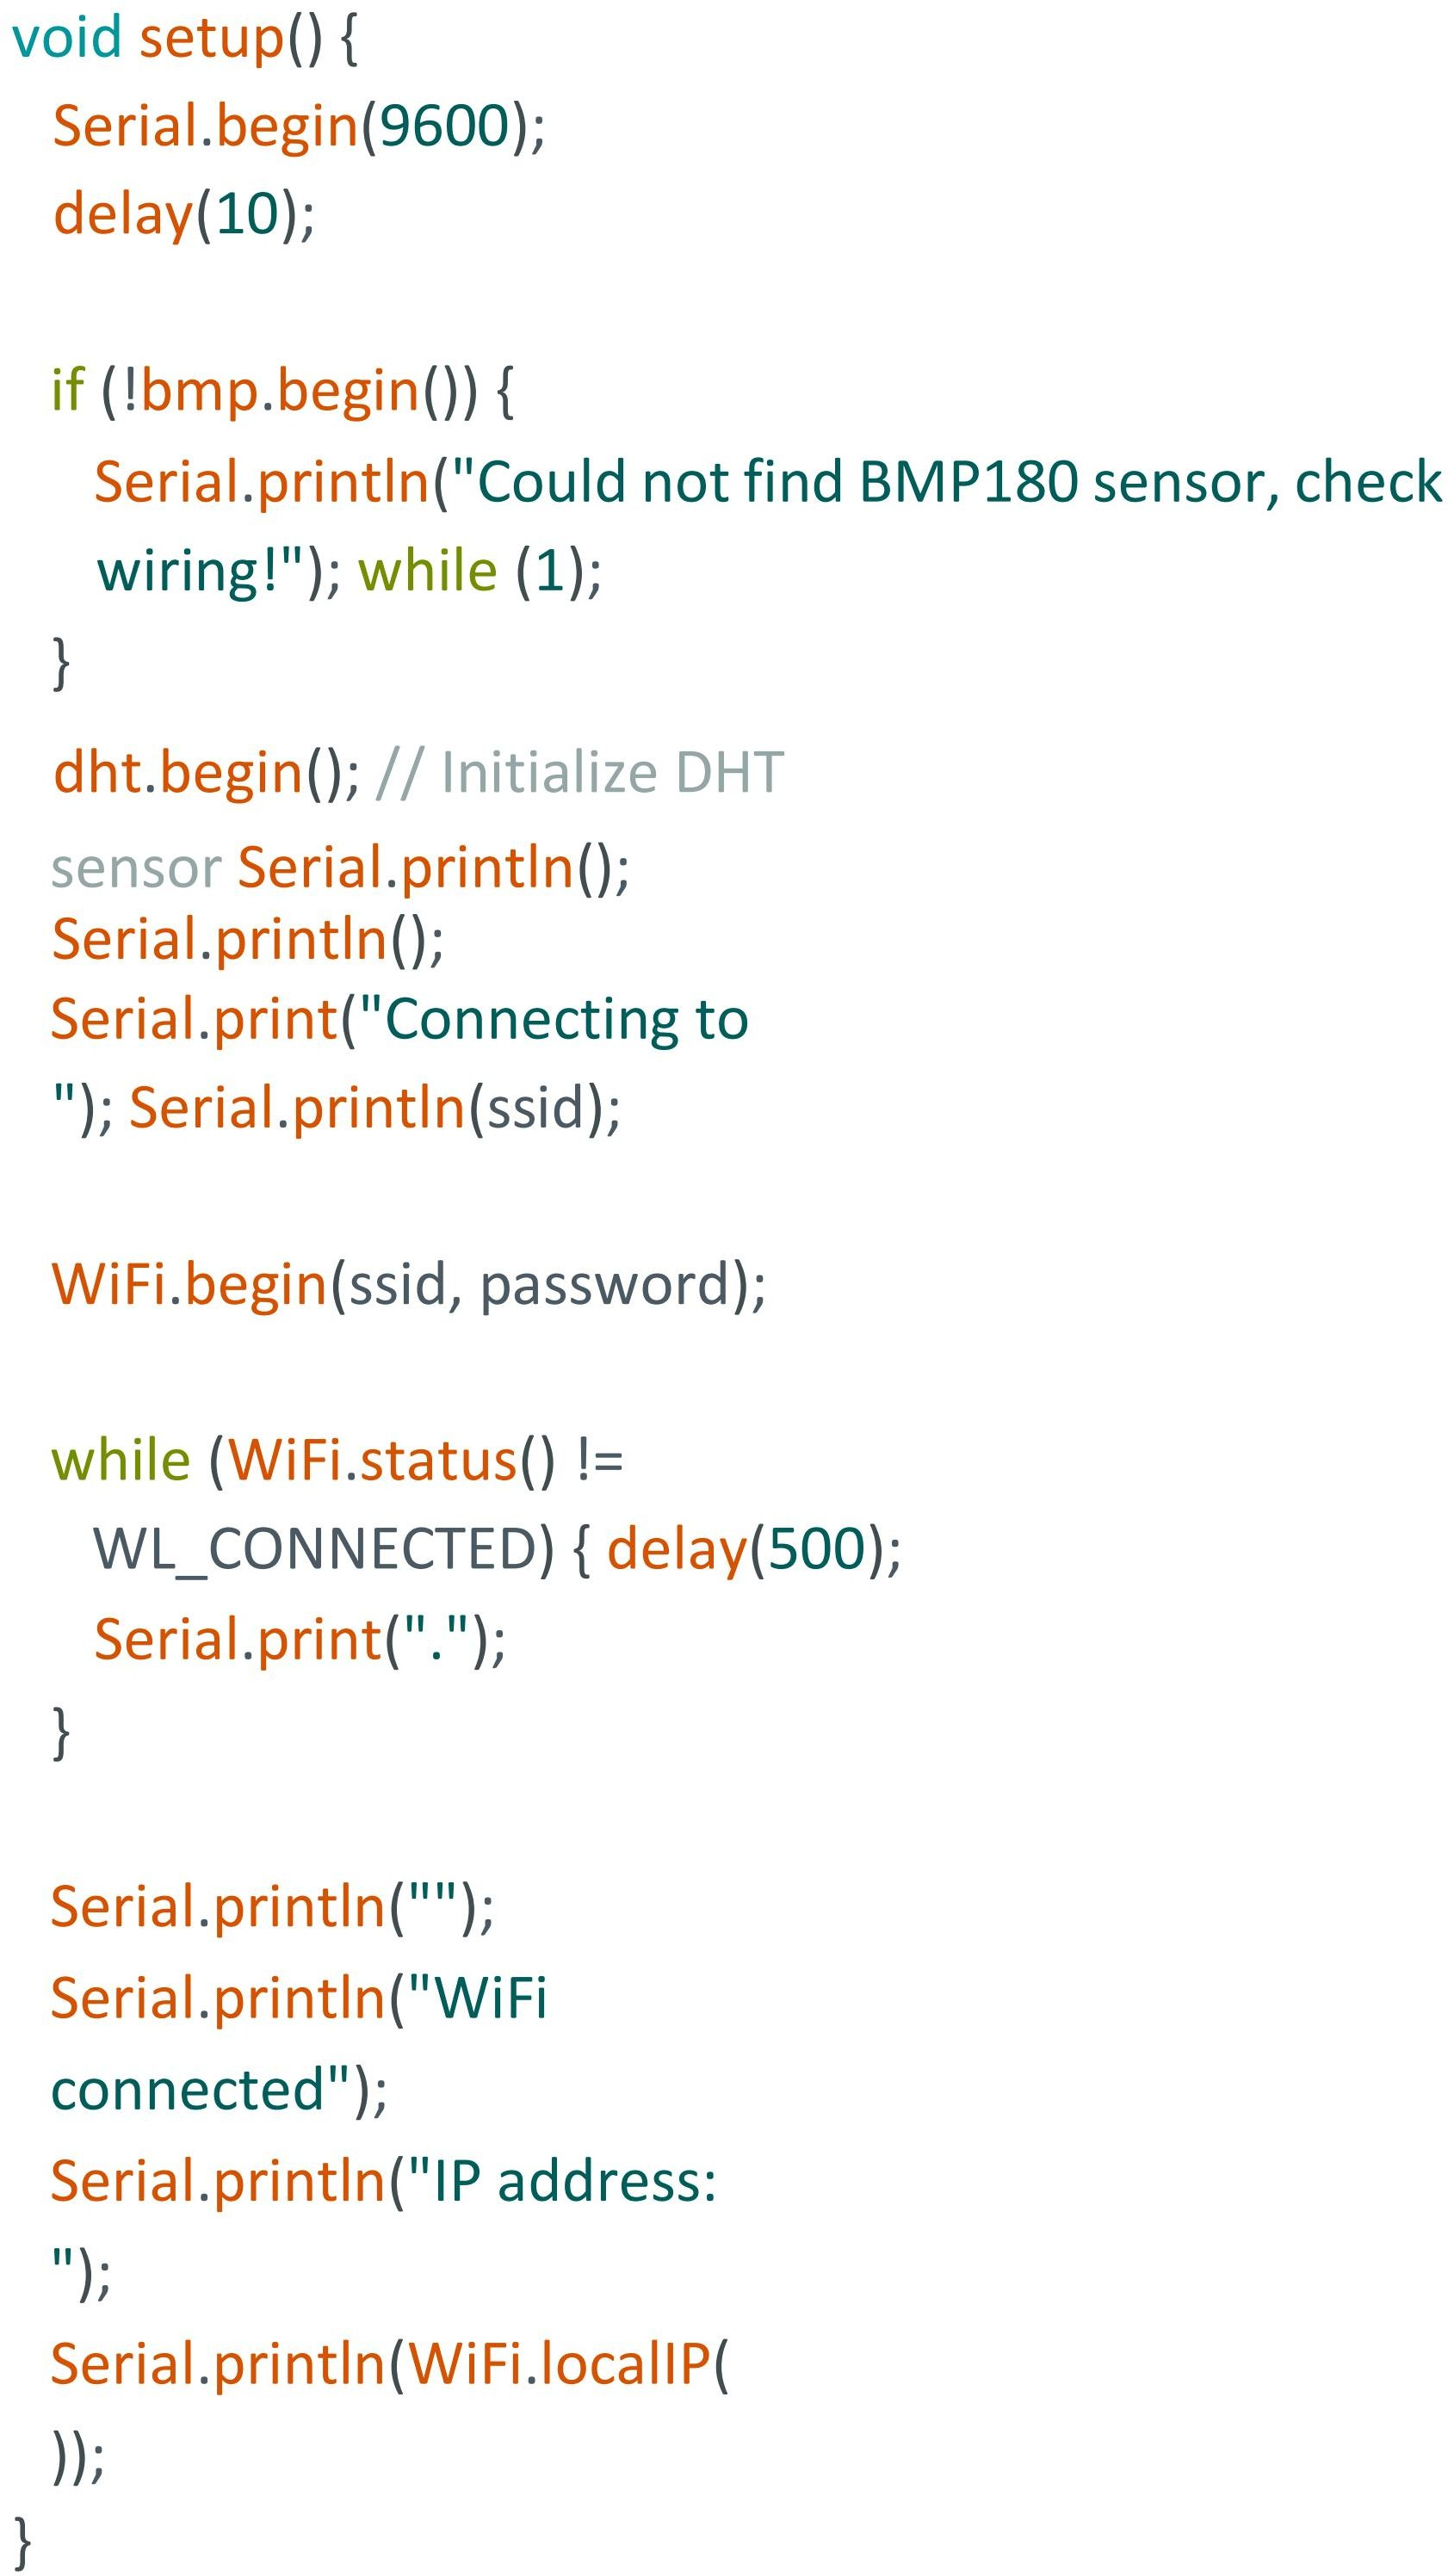 void setup() {
Serial.begin(9600);
delay(10);
if (!bmp.begin()) {
Serial.println("Could not find BMP180 sensor, check
wiring!"); while (1);
}
dht.begin(); // Initialize DHT
sensor Serial.println();
Serial.println();
Serial.print("Connecting to
"); Serial.println(ssid);
WiFi.begin(ssid, password);
while (WiFi.status() !=
WL_CONNECTED) { delay(500);
Serial.print(".");
}
Serial.println("");
Serial.println("WiFi
connected");
Serial.println("IP address:
");
Serial.println(WiFi.localIP(
));
}